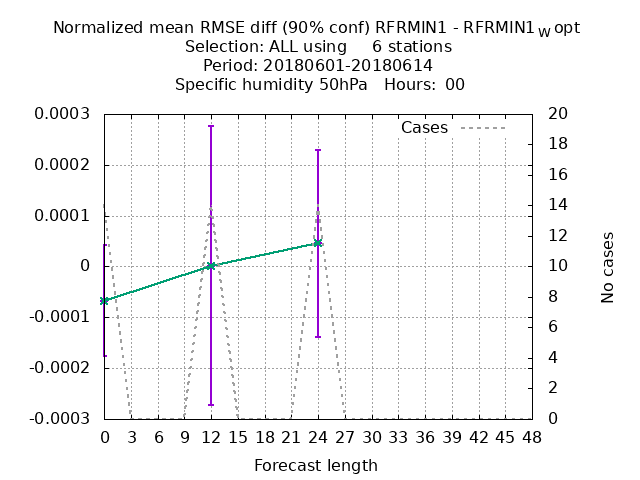 Normalized mean RMSE diff (90% conf) RFRMIN1 - RFRMIN1W opt
Selection: ALL using 6 stations
Period: 20180601-20180614
Specific humidity 50hPa Hours: 00
Cases
0.0003
0.0002
0.0001
0
-0.0001
-0.0002
-0.0003
20
18
16
14
12
10
8
6
4
2
0
No cases
0 3 6 9 12 15 18 21 24 27 30 33 36 39 42 45 48
Forecast length